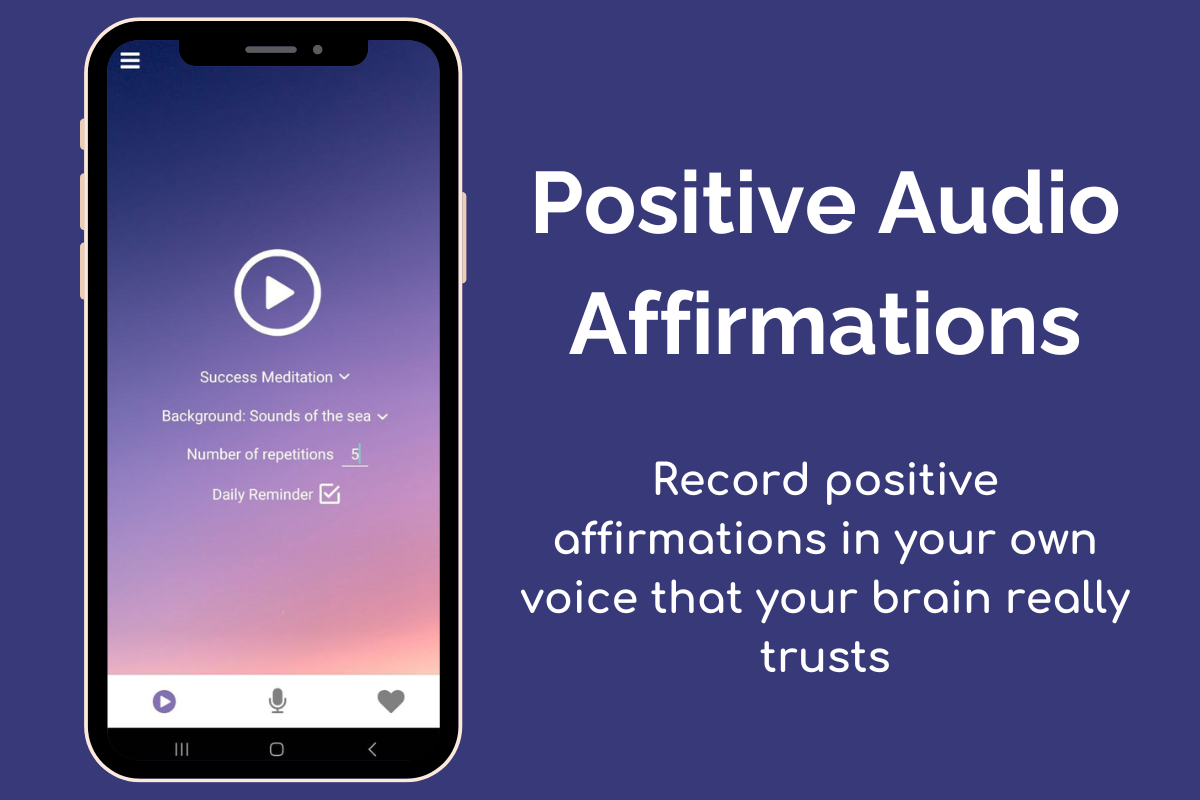 Success Meditation
Background: Sounds of the sea
Number of repetitions 5
Daily Reminder
Positive Audio
Affirmations
Record positive
affirmations in your own
voice that your brain really
trusts